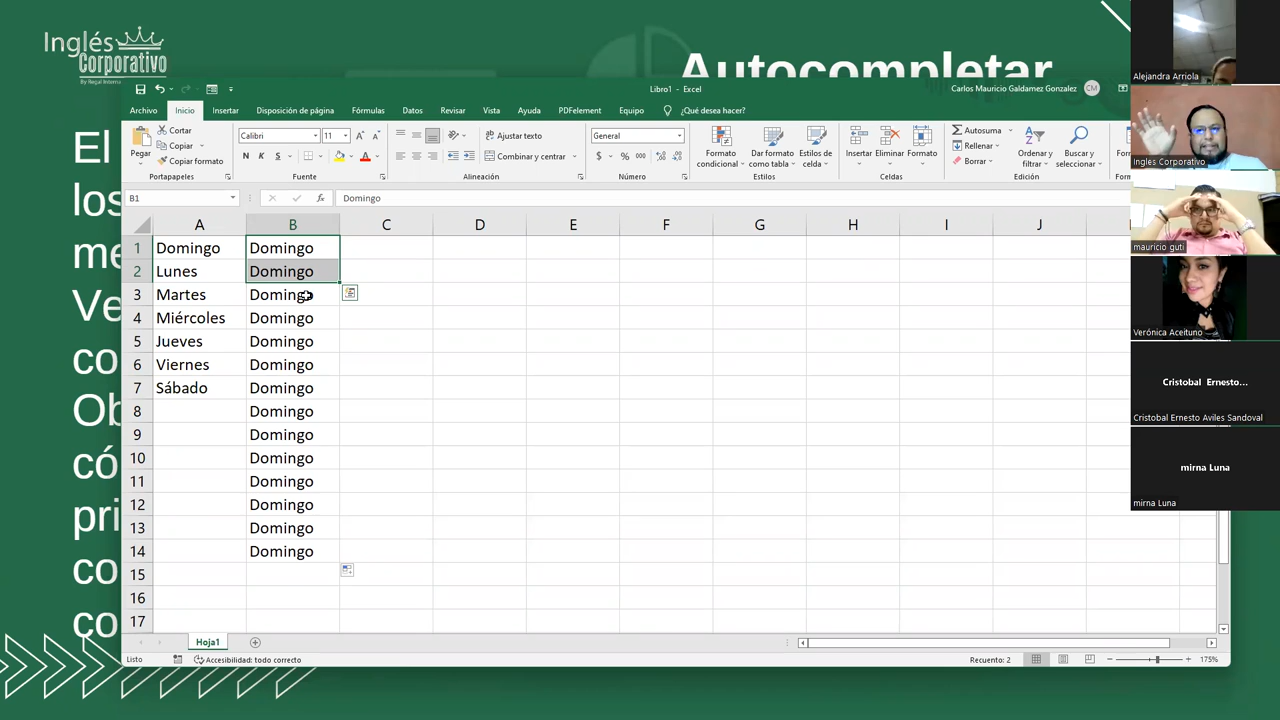 Inglés
Corporativo
By Regal Interna
Autocompletar
El
los
me
Ve
co
Ob
có
pri
co
co
Libro1 - Excel
Carlos Mauricio Galdamez Gonzalez
CM
Archivo Inicio Insertar Disposición de página Fórmulas Datos Revisar Vista Ayuda PDFelement Equipo ¿Qué desea hacer?
Pegar
Cortar
Copiar
Copiar formato
Portapapeles
Calibri 11
N K S
Fuente
Ajustar texto
Combinar y centrar
Alineación
General
$ % 000
Número
Formato condicional
Dar formato como tabla
Estilos de celda
Estilos
Insertar Eliminar Formato
Celdas
Autosuma
Rellenar
Borrar
Ordenar y filtrar
Buscar y seleccionar
Edición
B1 fx Domingo
A B C D E F G H I J
1 Domingo Domingo
2 Lunes Domingo
3 Martes Domingo
4 Miércoles Domingo
5 Jueves Domingo
6 Viernes Domingo
7 Sábado Domingo
8 Domingo
9 Domingo
10 Domingo
11 Domingo
12 Domingo
13 Domingo
14 Domingo
15
16
17
Hoja1
Listo Accesibilidad: todo correcto Recuento: 2 175%
Alejandra Arriola
Ingles Corporativo
mauricio guti
Verónica Aceituno
Cristobal Ernesto...
Cristobal Ernesto Aviles Sandoval
mirna Luna
mirna Luna